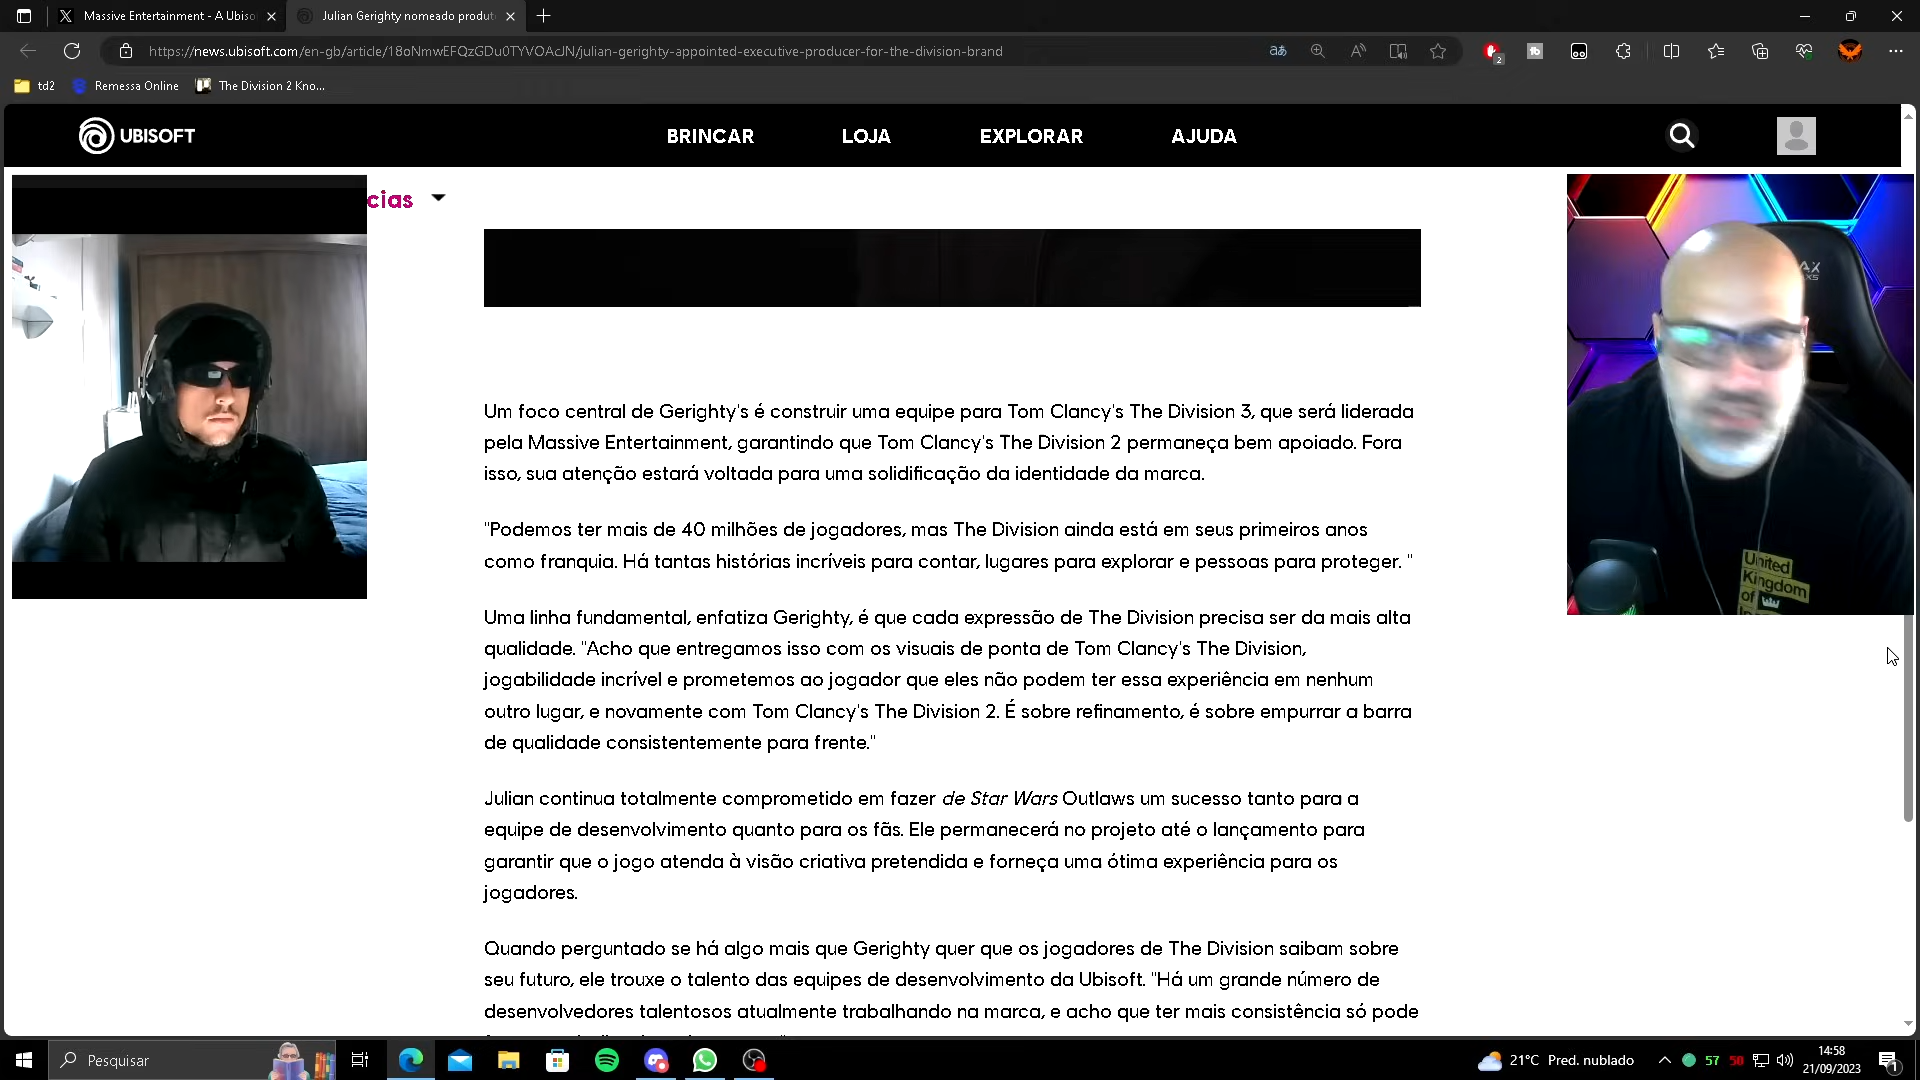 Massive Entertainment - A Ubiso
Julian Gerighty nomeado produt
https://news.ubisoft.com/en-gb/article/18oNmwEFQzGDu0TYVOAcJN/julian-gerighty-appointed-executive-producer-for-the-division-brand
2
td2
Remessa Online
The Division 2 Kno...
UBISOFT
BRINCAR
LOJA
EXPLORAR
AJUDA
cias
Um foco central de Gerighty's é construir uma equipe para Tom Clancy's The Division 3, que será liderada
pela Massive Entertainment, garantindo que Tom Clancy's The Division 2 permaneça bem apoiado. Fora
isso, sua atenção estará voltada para uma solidificação da identidade da marca.
"Podemos ter mais de 40 milhões de jogadores, mas The Division ainda está em seus primeiros anos
como franquia. Há tantas histórias incríveis para contar, lugares para explorar e pessoas para proteger. "
Uma linha fundamental, enfatiza Gerighty, é que cada expressão de The Division precisa ser da mais alta
qualidade. "Acho que entregamos isso com os visuais de ponta de Tom Clancy's The Division,
jogabilidade incrível e prometemos ao jogador que eles não podem ter essa experiência em nenhum
outro lugar, e novamente com Tom Clancy's The Division 2. É sobre refinamento, é sobre empurrar a barra
de qualidade consistentemente para frente."
Julian continua totalmente comprometido em fazer de Star Wars Outlaws um sucesso tanto para a
equipe de desenvolvimento quanto para os fãs. Ele permanecerá no projeto até o lançamento para
garantir que o jogo atenda à visão criativa pretendida e forneça uma ótima experiência para os
jogadores.
Quando perguntado se há algo mais que Gerighty quer que os jogadores de The Division saibam sobre
seu futuro, ele trouxe o talento das equipes de desenvolvimento da Ubisoft. "Há um grande número de
desenvolvedores talentosos atualmente trabalhando na marca, e acho que ter mais consistência só pode
United
Kingdom
of
Pesquisar
21°C Pred. nublado
57
50
14:58
21/09/2023
1